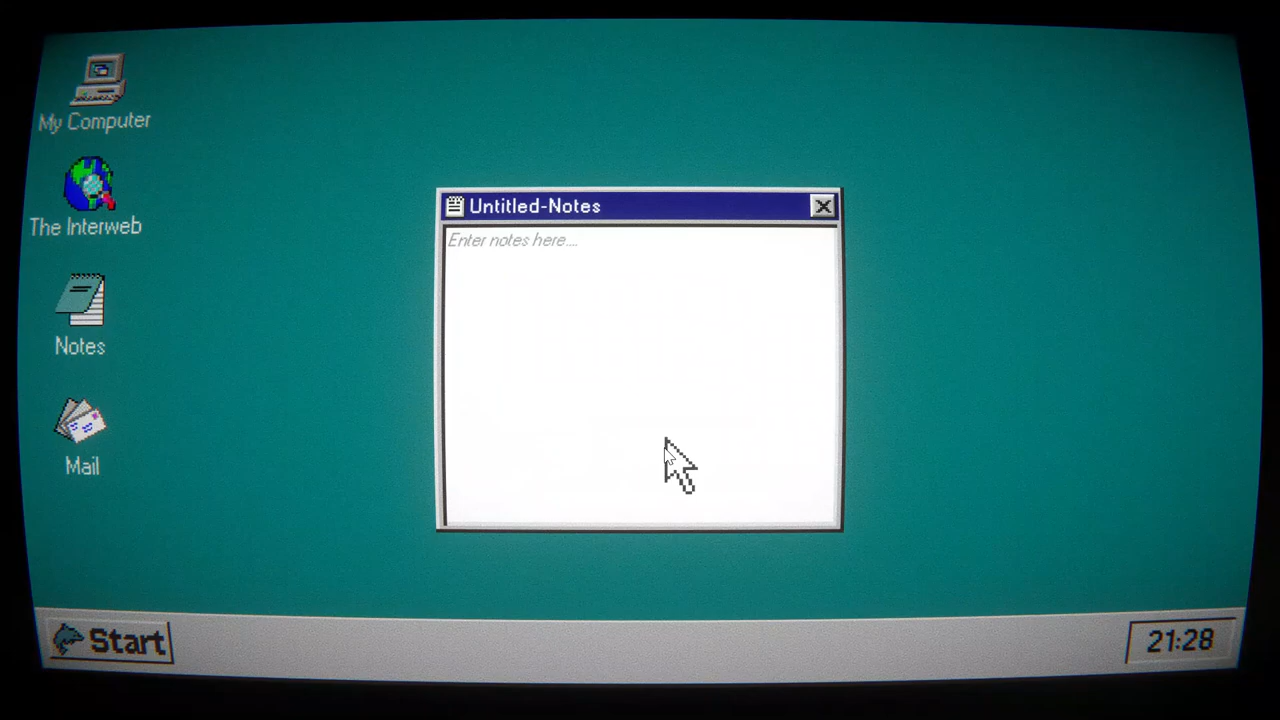 My Computer
The Interweb
Notes
Mail
Untitled-Notes
Enter notes here....
Start
21:28